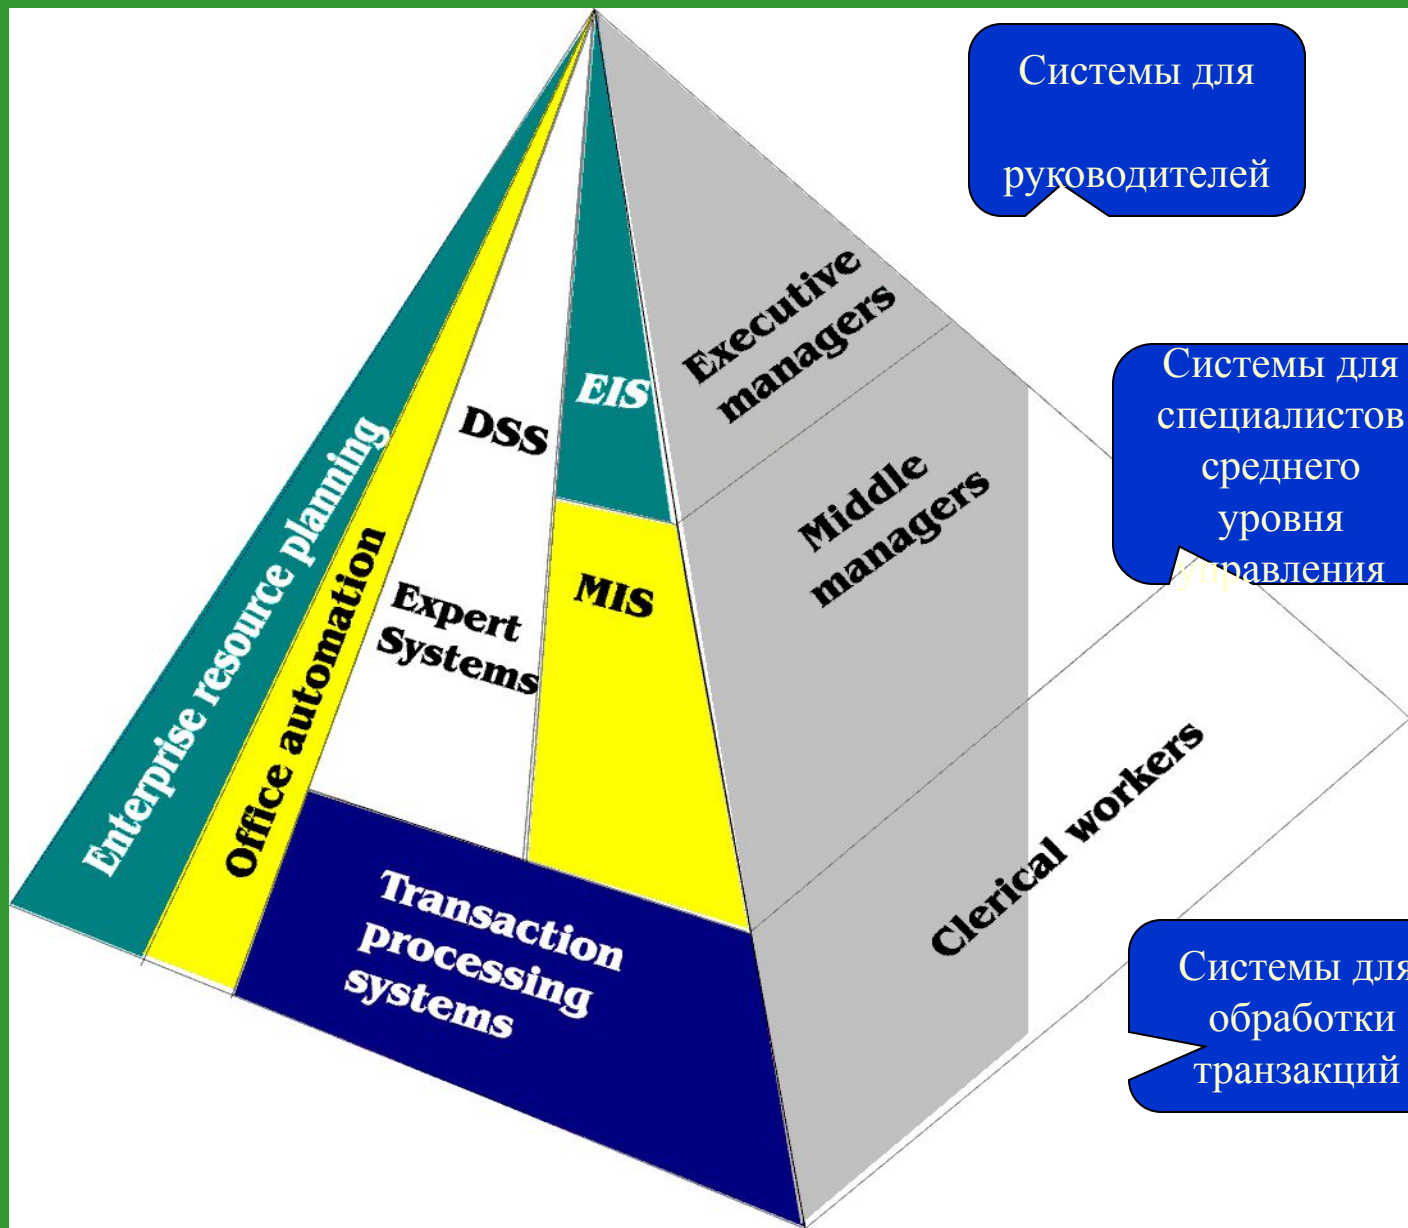 Системы для
руководителей
Executive
managers
EIS
DSS
Системы для
специалистов
среднего
уровня
управления
Middle
managers
MIS
Expert
Systems
Enterprise resource planning
Office automation
Clerical workers
Transaction
processing
systems
Системы для
обработки
транзакций